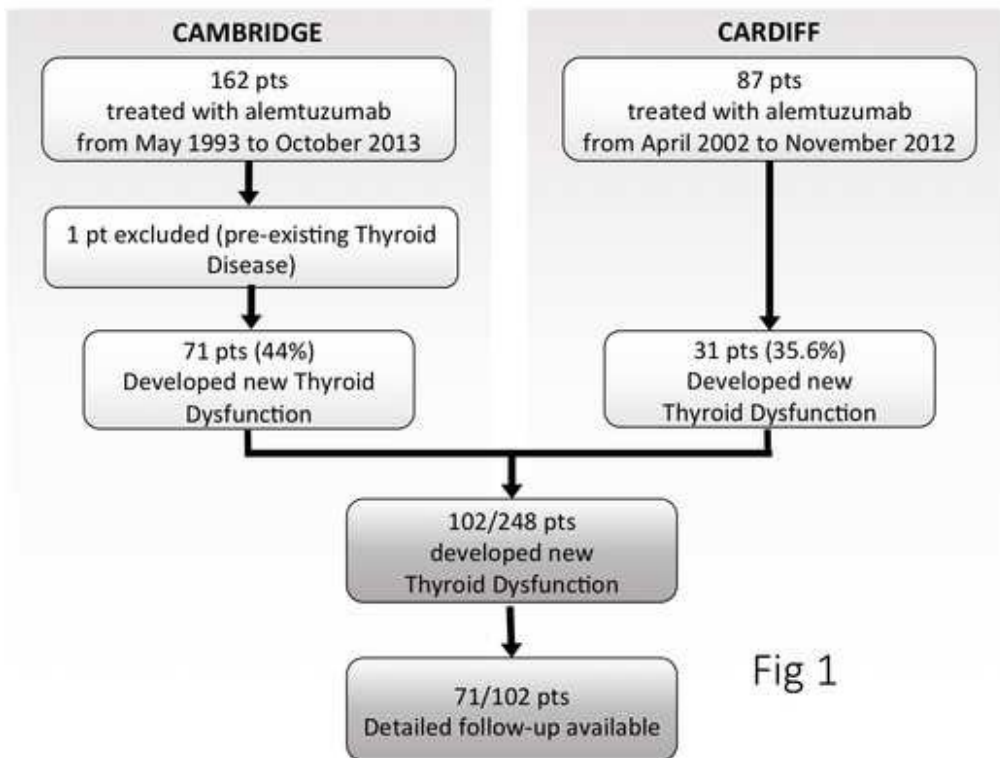 CAMBRIDGE
162 pts
treated with alemtuzumab
from May 1993 to October 2013
1 pt excluded (pre-existing Thyroid
Disease)
71 pts (44%)
Developed new Thyroid
Dysfunction
CARDIFF
87 pts
treated with alemtuzumab
from April 2002 to November 2012
31 pts (35.6%)
Developed new
Thyroid Dysfunction
102/248 pts
developed new
Thyroid Dysfunction
71/102 pts
Detailed follow-up available
Fig 1